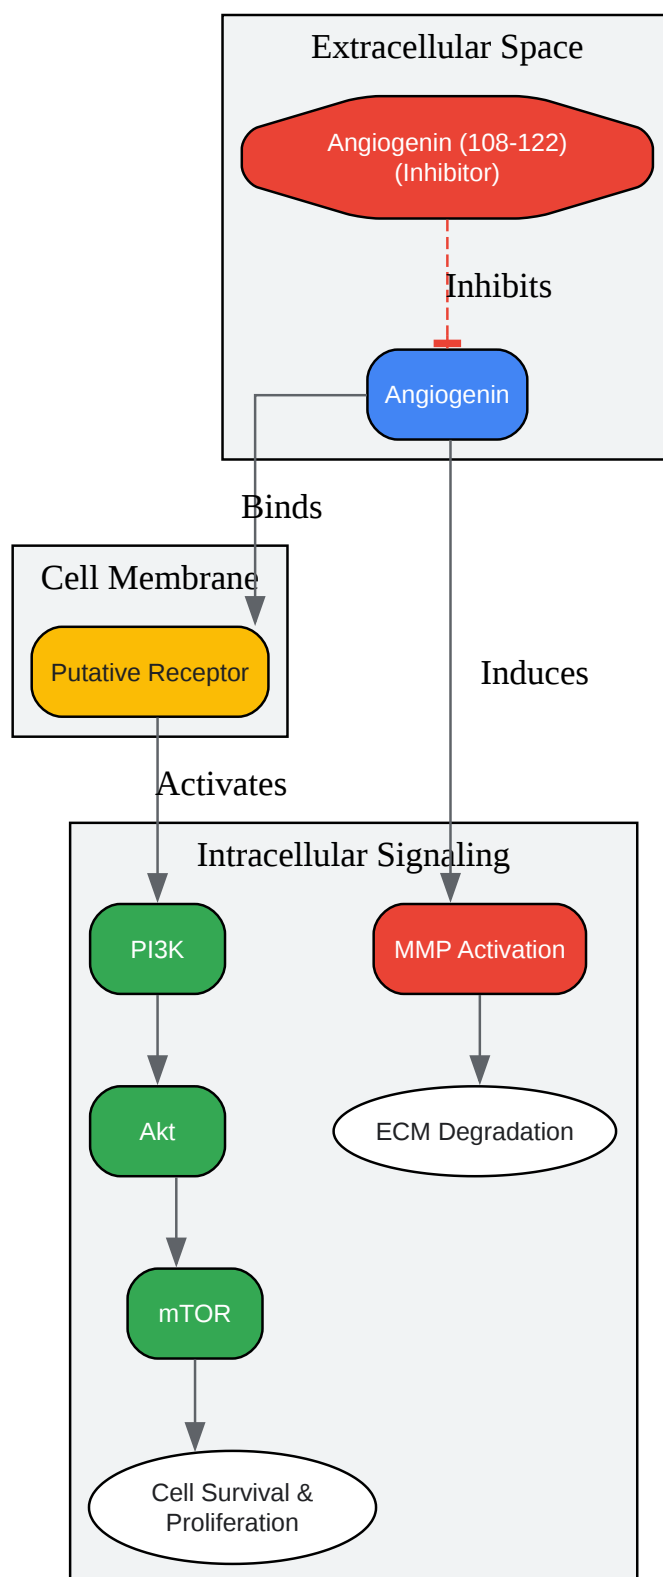 Extracellular Space
Angiogenin (108-122)
(Inhibitor)
Inhibits
Angiogenin
Binds
Cell Membrane
Putative Receptor
Induces
Activates
Intracellular Signaling
PI3K
MMP Activation
Akt
ECM Degradation
mTOR
Cell Survival &
Proliferation